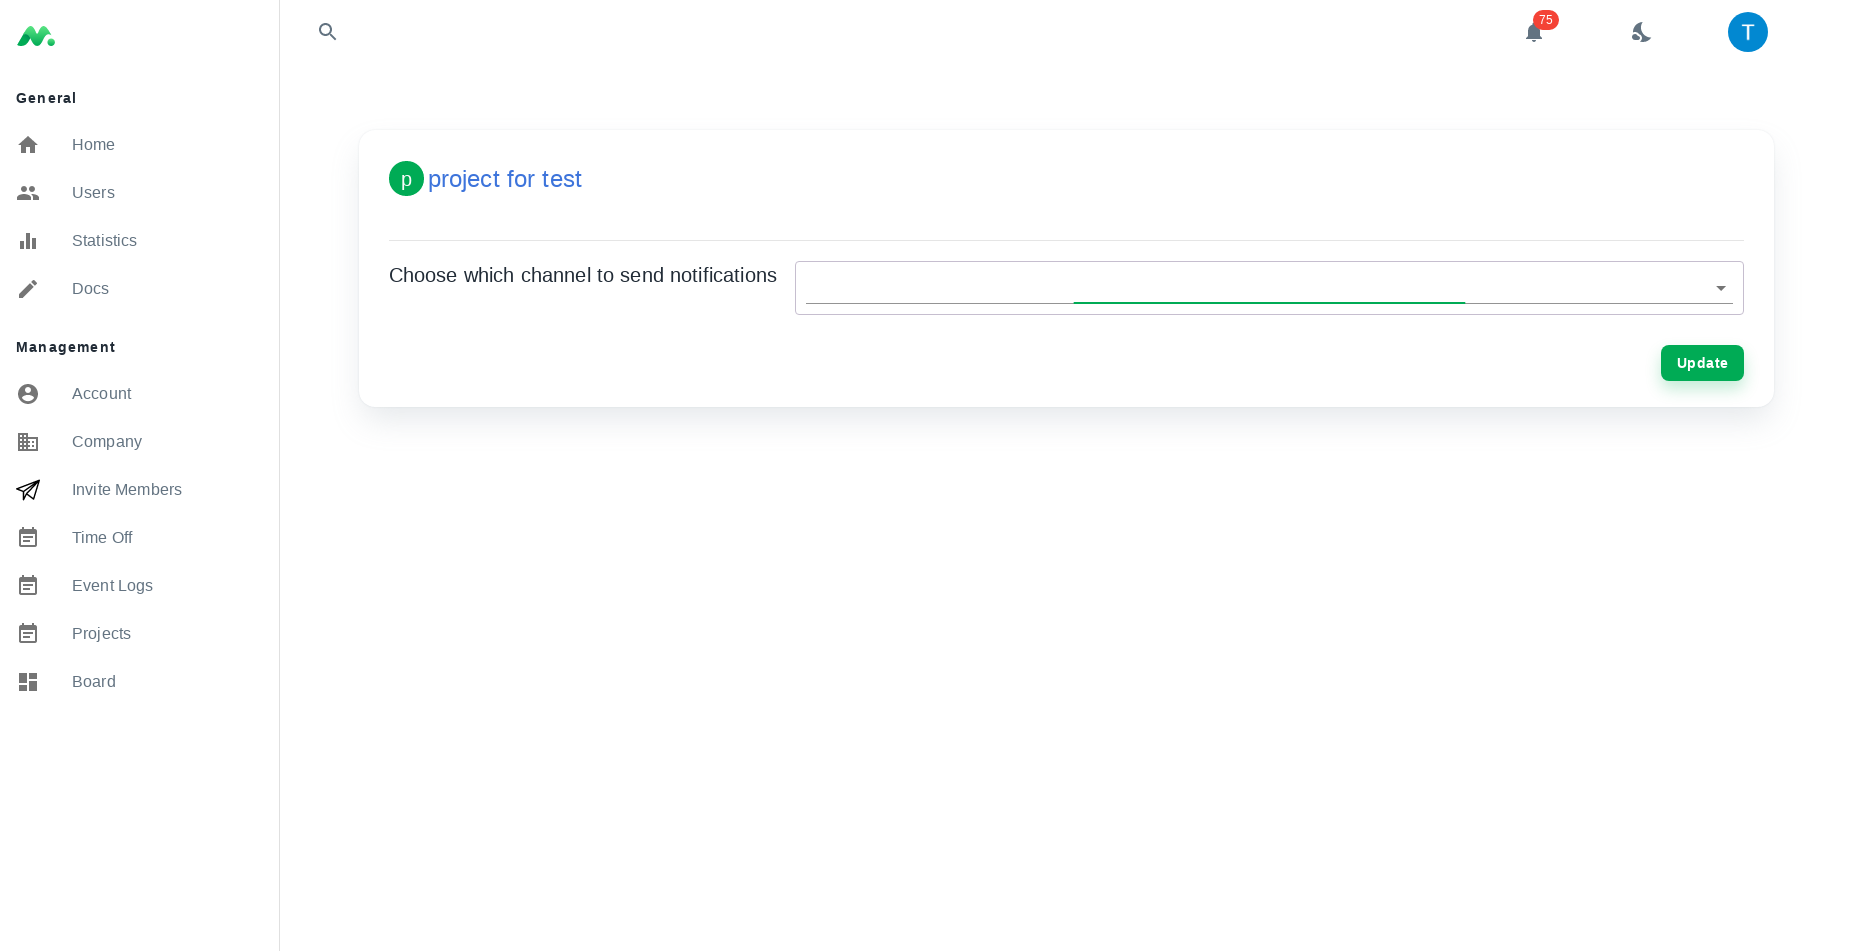 75
T
General
Home
Users
Statistics
Docs
Management
Account
Company
Invite Members
Time Off
Event Logs
Projects
Board
p project for test
Choose which channel to send notifications
Update